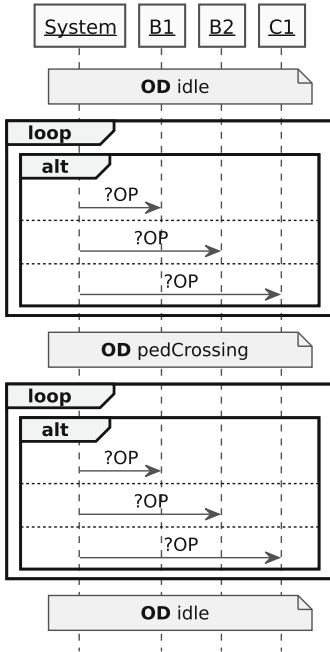 System B1 B2 C1
OD idle
loop
alt
?OP
?OP
?OP
OD pedCrossing
loop
alt
?OP
?OP
?OP
OD idle